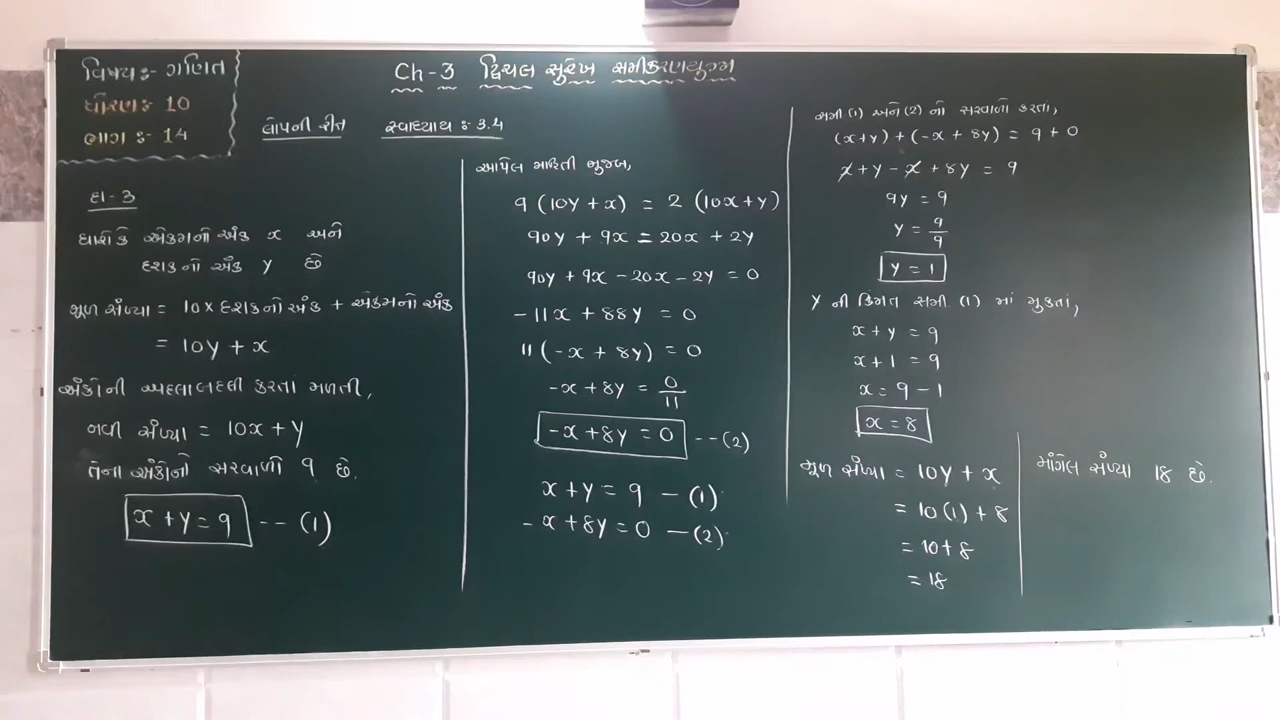 વિષય :- ગણિત
ધોરણ :- 10
ભાગ :- 14
Ch-3 દ્વિચલ સુરેખ સમીકરણયુગ્મ
લોપની રીત
સ્વાધ્યાય :- 3.4
દા-3
ધારો કે એકમનો અંક x અને
દશકનો અંક y છે
મૂળ સંખ્યા = 10 × દશકનો અંક + એકમનો અંક
= 10y + x
અંકોની અદલાબદલી કરતા મળતી,
નવી સંખ્યા = 10x + y
તેના અંકોનો સરવાળો 9 છે.
x + y = 9 -- (1)
આપેલ માહિતી મુજબ,
9 (10y + x) = 2 (10x + y)
90y + 9x = 20x + 2y
90y + 9x - 20x - 2y = 0
-11x + 88y = 0
11 (-x + 8y) = 0
-x + 8y = 0/11
-x + 8y = 0 -- (2)
x + y = 9 — (1)
-x + 8y = 0 — (2)
સમી (1) અને (2) નો સરવાળો કરતા,
(x+y) + (-x + 8y) = 9 + 0
x + y - x + 8y = 9
9y = 9
y = 9/9
y = 1
y ની કિંમત સમી. (1) માં મુકતાં,
x + y = 9
x + 1 = 9
x = 9 - 1
x = 8
મૂળ સંખ્યા = 10y + x
= 10(1) + 8
= 10 + 8
= 18
માંગેલ સંખ્યા 18 છે.